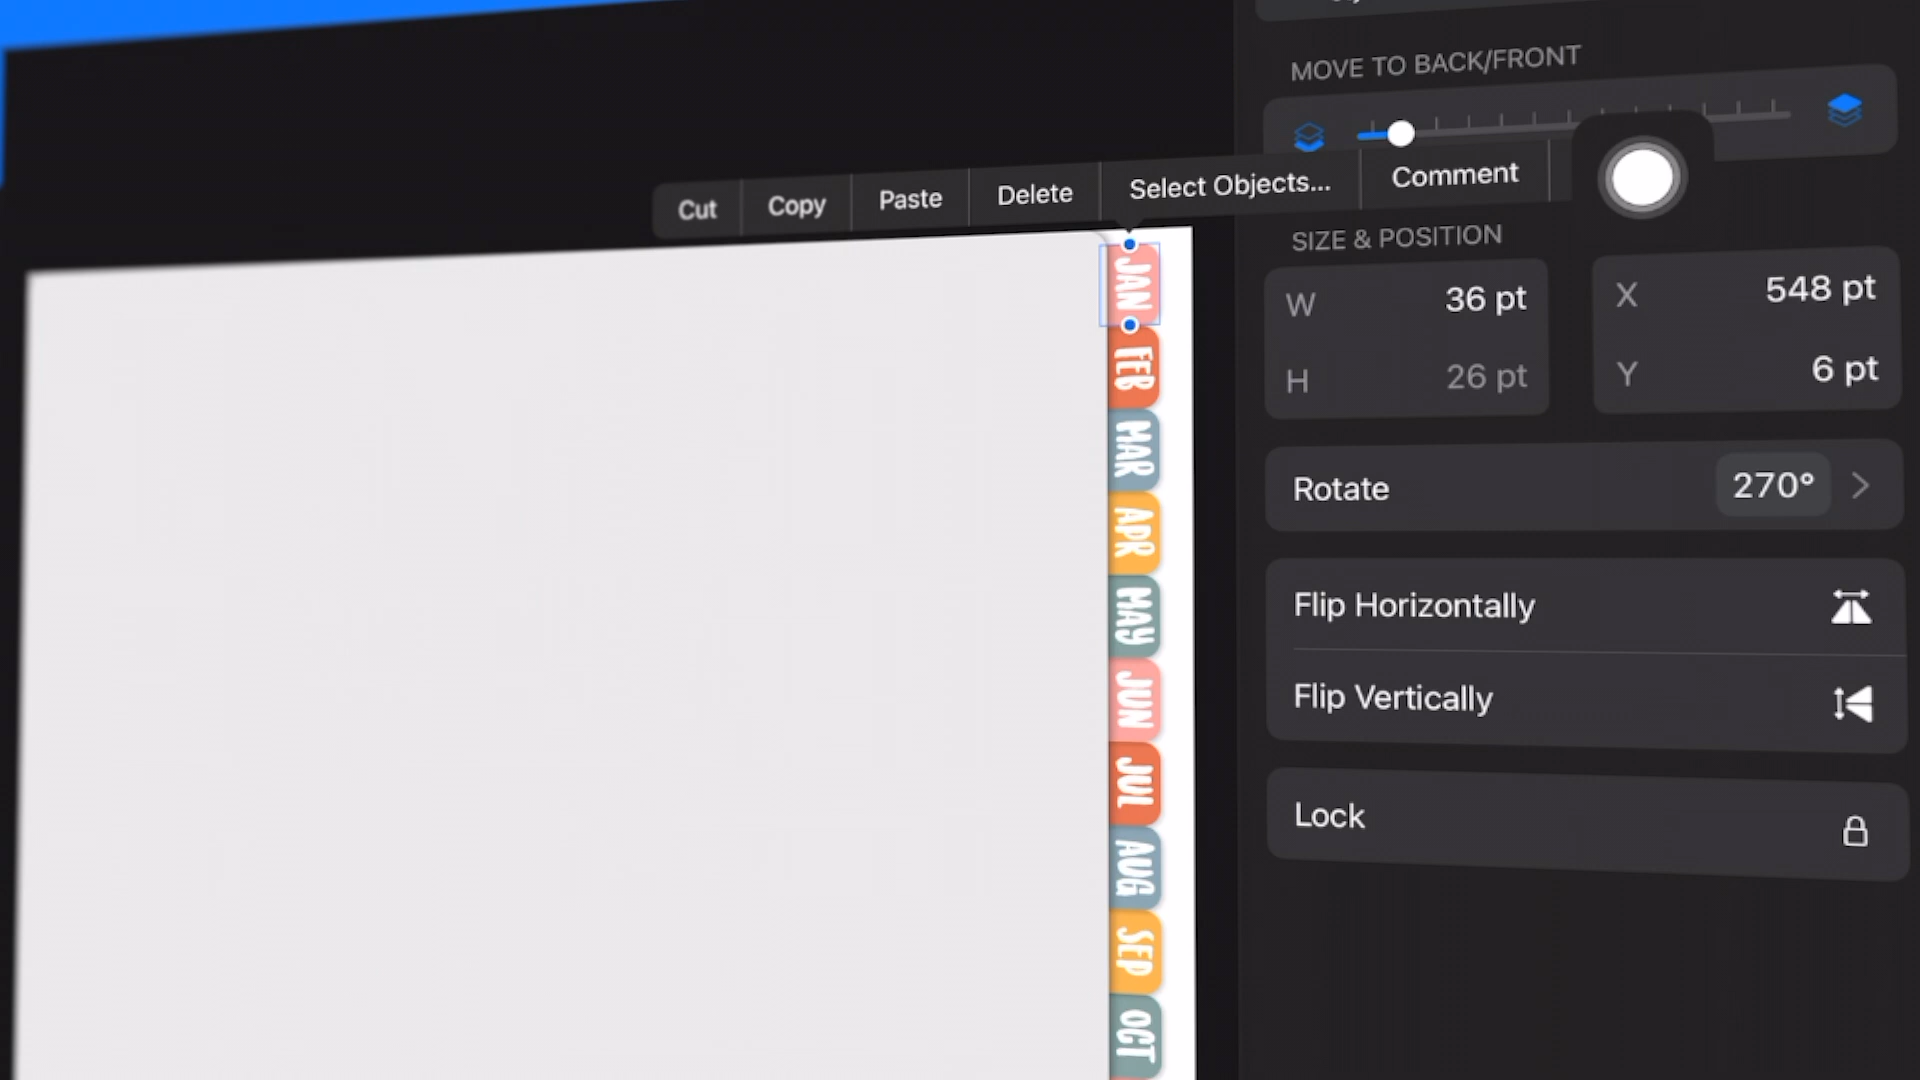 MOVE TO BACK/FRONT
Cut
Copy
Paste
Delete
Select Objects...
Comment
SIZE & POSITION
W 36 pt
X 548 pt
H 26 pt
Y 6 pt
Rotate 270°
Flip Horizontally
Flip Vertically
Lock
JAN
FEB
MAR
APR
MAY
JUN
JUL
AUG
SEP
OCT